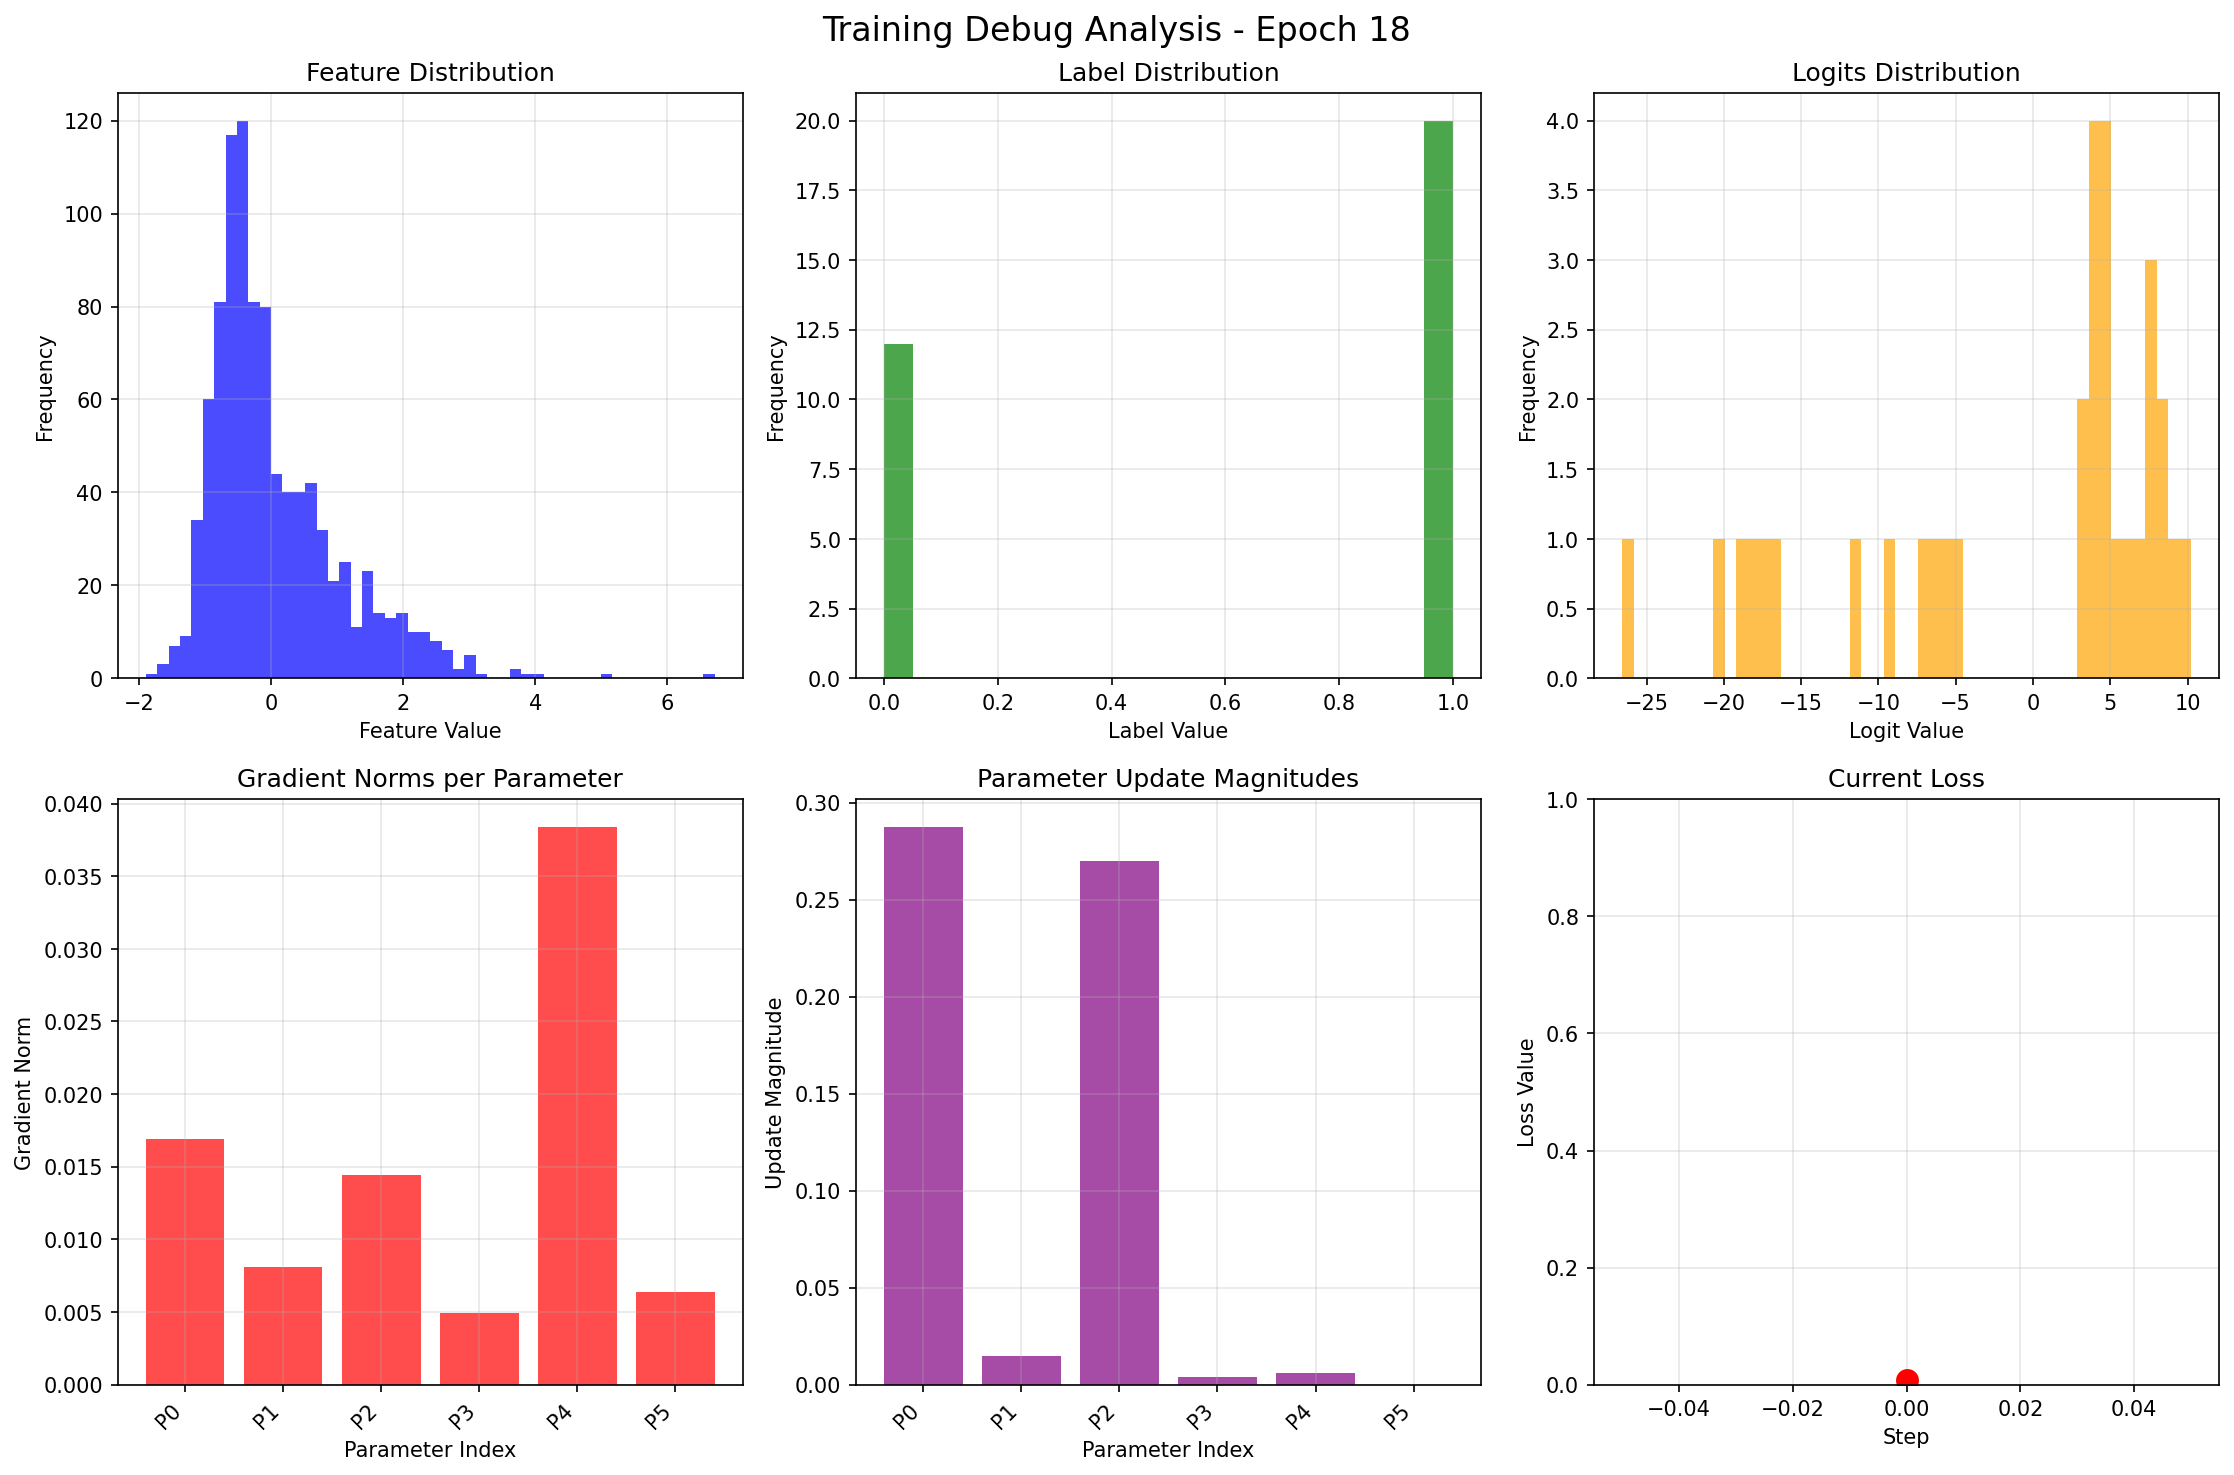 Training Debug Analysis - Epoch 18
Feature Distribution
120
100
80
60
40
20
0
Frequency
−2 0 2 4 6
Feature Value
Label Distribution
20.0
17.5
15.0
12.5
10.0
7.5
5.0
2.5
0.0
Frequency
0.0 0.2 0.4 0.6 0.8 1.0
Label Value
Logits Distribution
4.0
3.5
3.0
2.5
2.0
1.5
1.0
0.5
0.0
Frequency
−25 −20 −15 −10 −5 0 5 10
Logit Value
Gradient Norms per Parameter
0.040
0.035
0.030
0.025
0.020
0.015
0.010
0.005
0.000
Gradient Norm
P0 P1 P2 P3 P4 P5
Parameter Index
Parameter Update Magnitudes
0.30
0.25
0.20
0.15
0.10
0.05
0.00
Update Magnitude
P0 P1 P2 P3 P4 P5
Parameter Index
Current Loss
1.0
0.8
0.6
0.4
0.2
0.0
Loss Value
−0.04 −0.02 0.00 0.02 0.04
Step